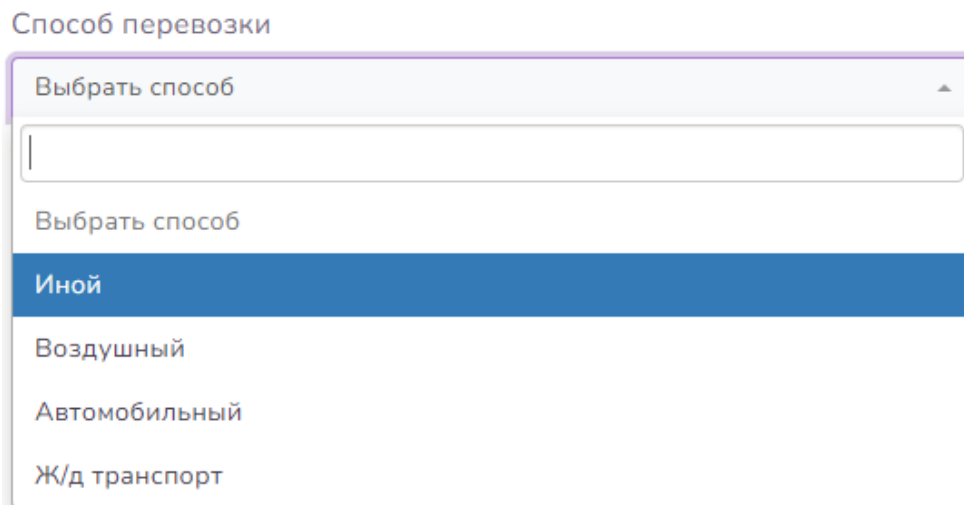 Способ перевозки
Выбрать способ
Выбрать способ
Иной
Воздушный
Автомобильный
Ж/д транспорт